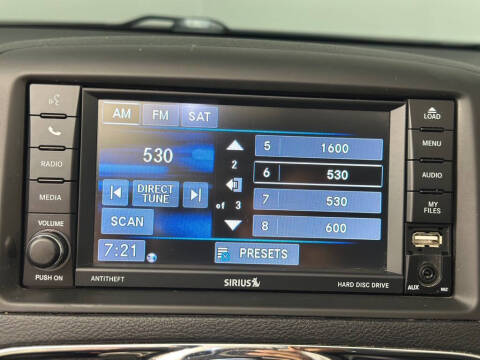 AM FM SAT
530
DIRECT
TUNE
SCAN
7:21
2
of 3
5 1600
6 530
7 530
8 600
PRESETS
RADIO
MEDIA
VOLUME
PUSH ON
LOAD
MENU
AUDIO
MY
FILES
AUX
ANTITHEFT
SIRIUS
HARD DISC DRIVE